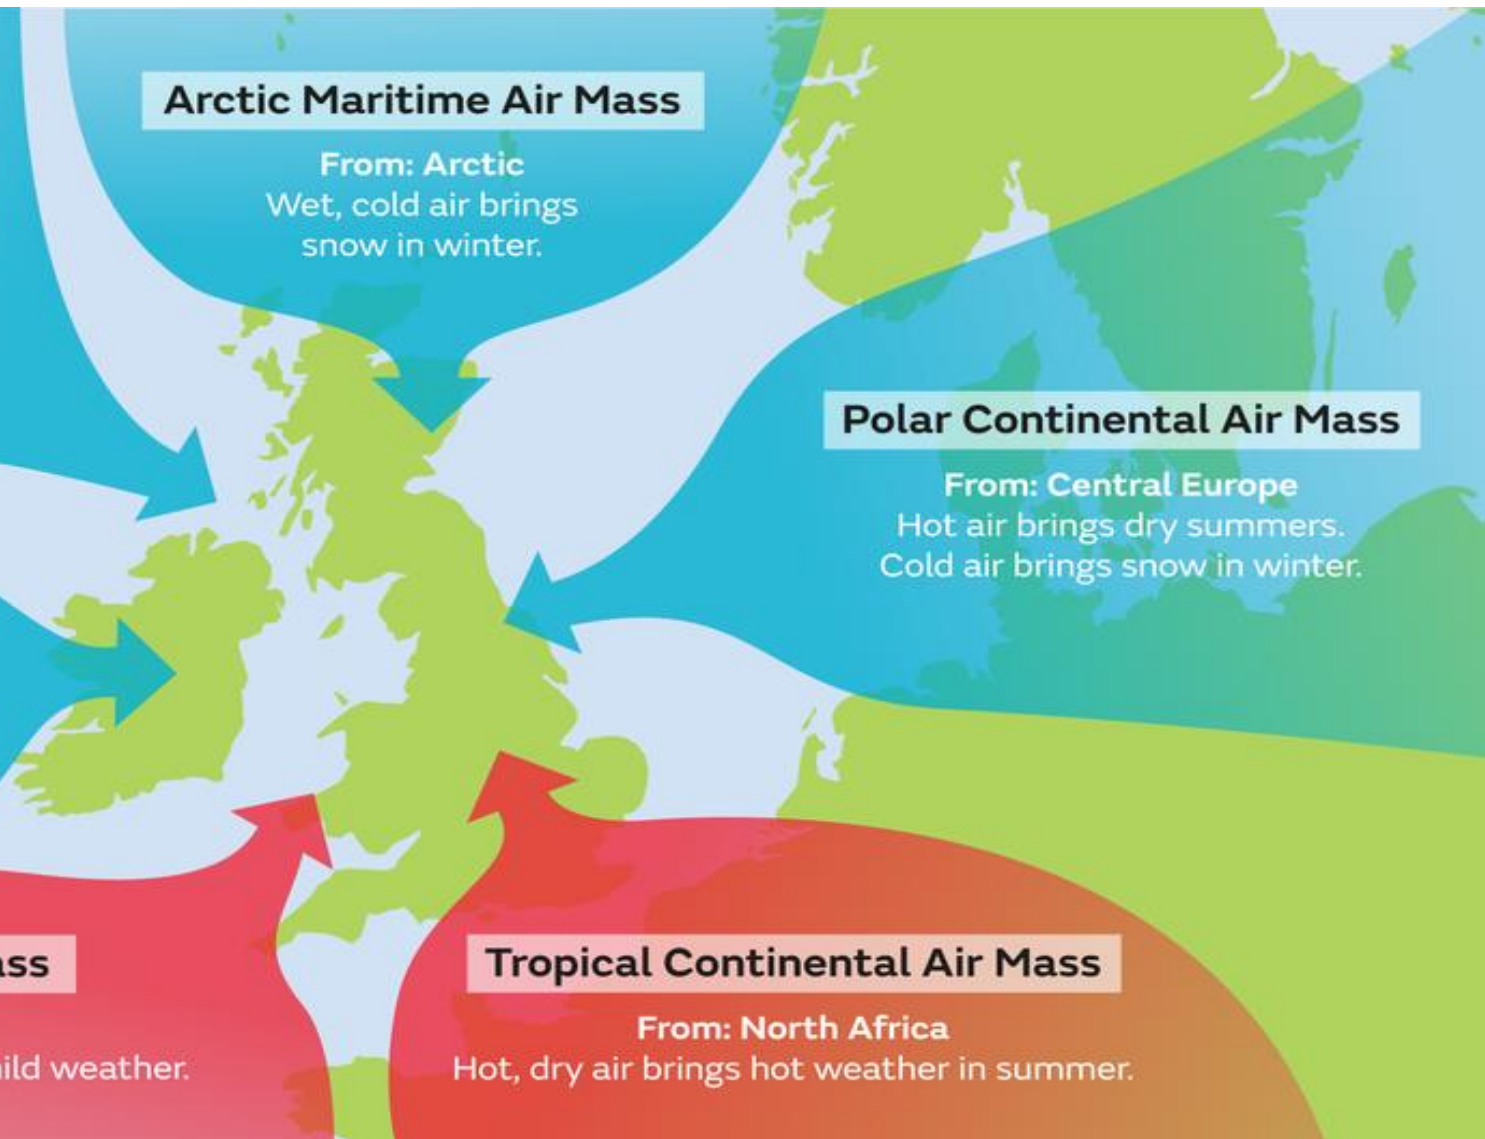 Arctic Maritime Air Mass
From: Arctic
Wet, cold air brings
snow in winter.
Polar Continental Air Mass
From: Central Europe
Hot air brings dry summers.
Cold air brings snow in winter.
Tropical Continental Air Mass
From: North Africa
Hot, dry air brings hot weather in summer.
weather.